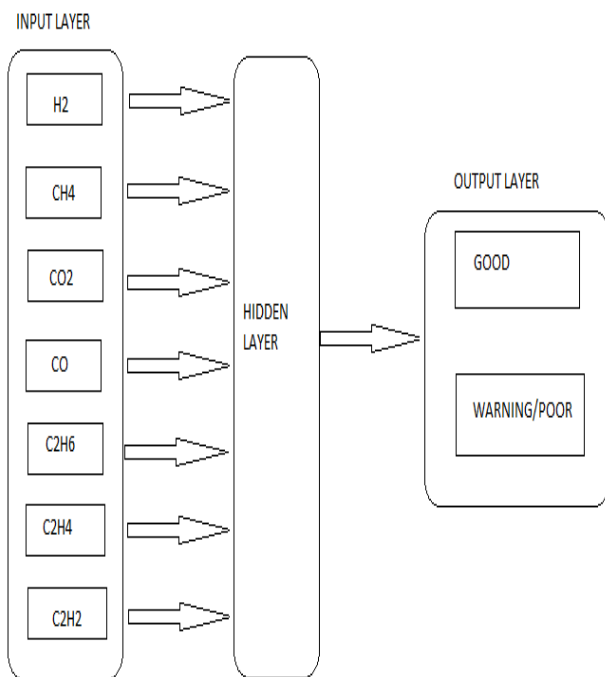 INPUT LAYER
H2
CH4
CO2
CO
C2H6
C2H4
C2H2
HIDDEN
LAYER
OUTPUT LAYER
GOOD
WARNING/POOR